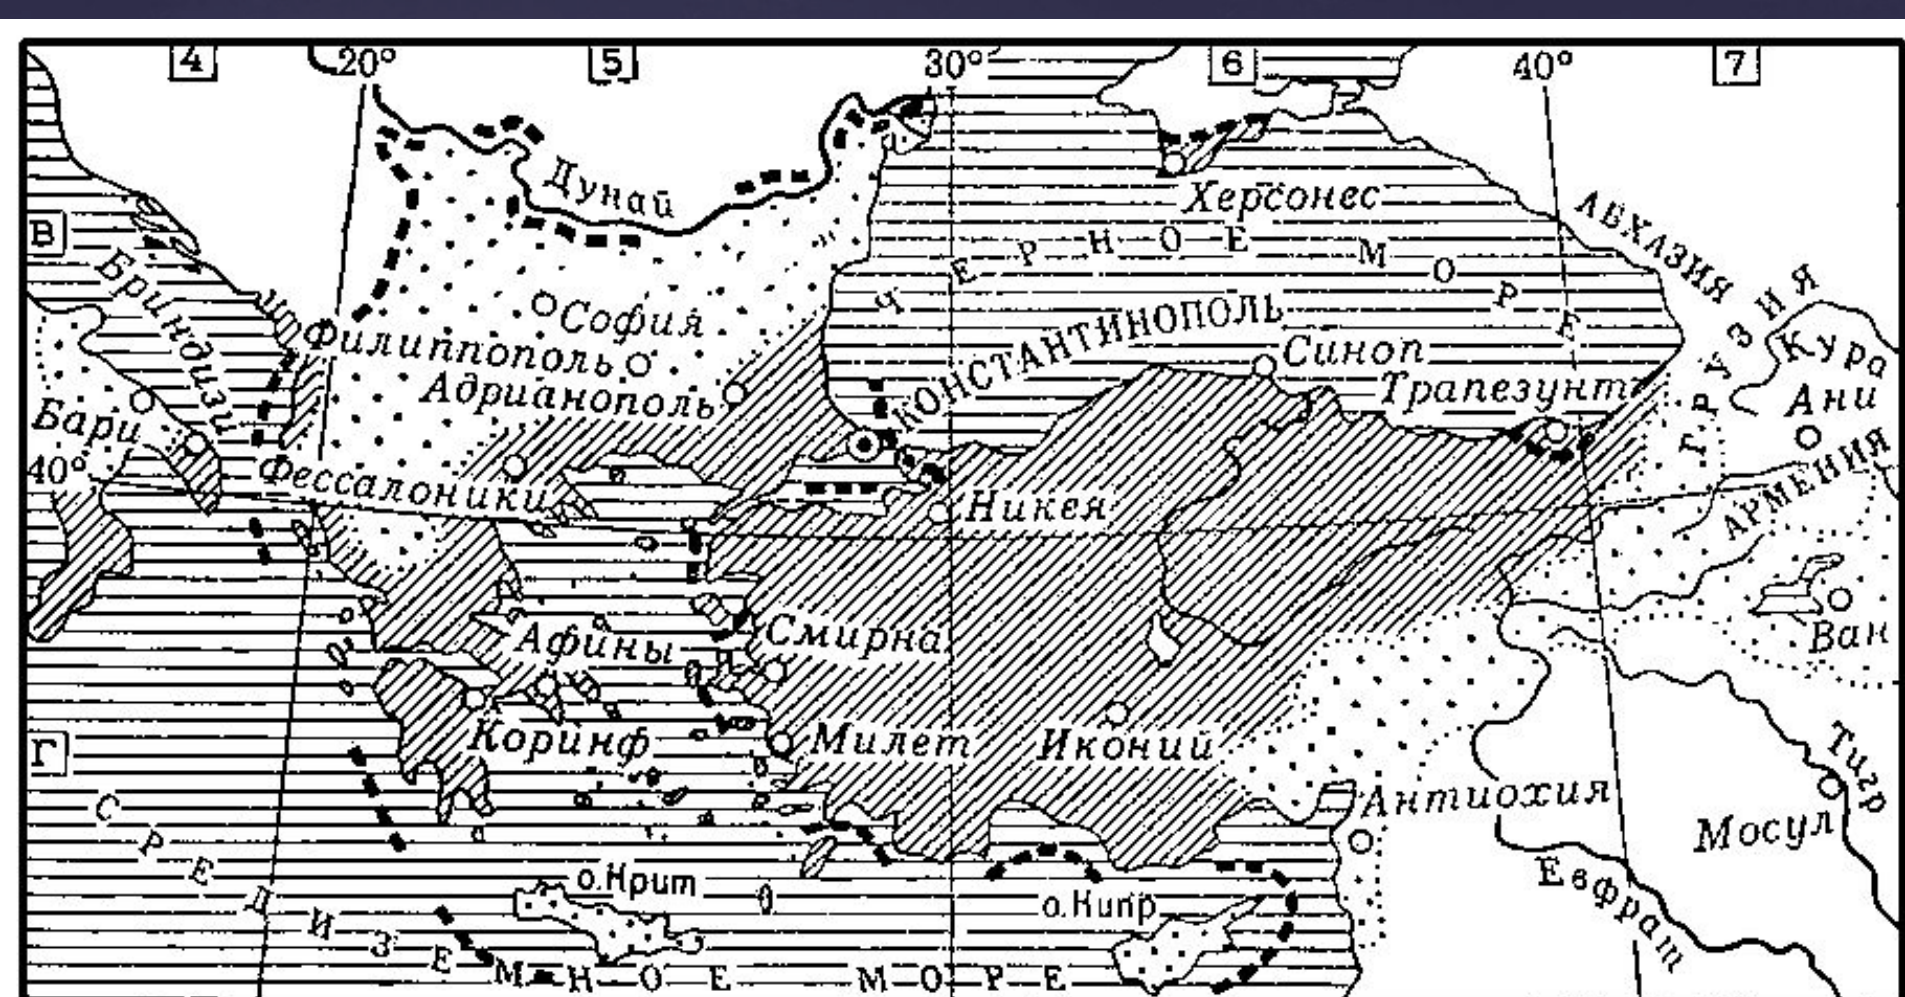 4
20°
5
30°
6
40°
7
Дунай
Херсонес
В
АБХАЗИЯ
ЧЕРНОЕ МОРЕ
ГРУЗИЯ
Бриндизи
София
КОНСТАНТИНОПОЛЬ
Филиппополь
Синоп
Кура
Адрианополь
Трапезунт
Ани
Бари
40°
Фессалоники
АРМЕНИЯ
Никея
Афины
Смирна
Ван
Коринф
Милет
Иконий
Г
Тигр
Антиохия
Мосул
СРЕДИЗЕМНОЕ МОРЕ
о.Крит
о.Кипр
Евфрат